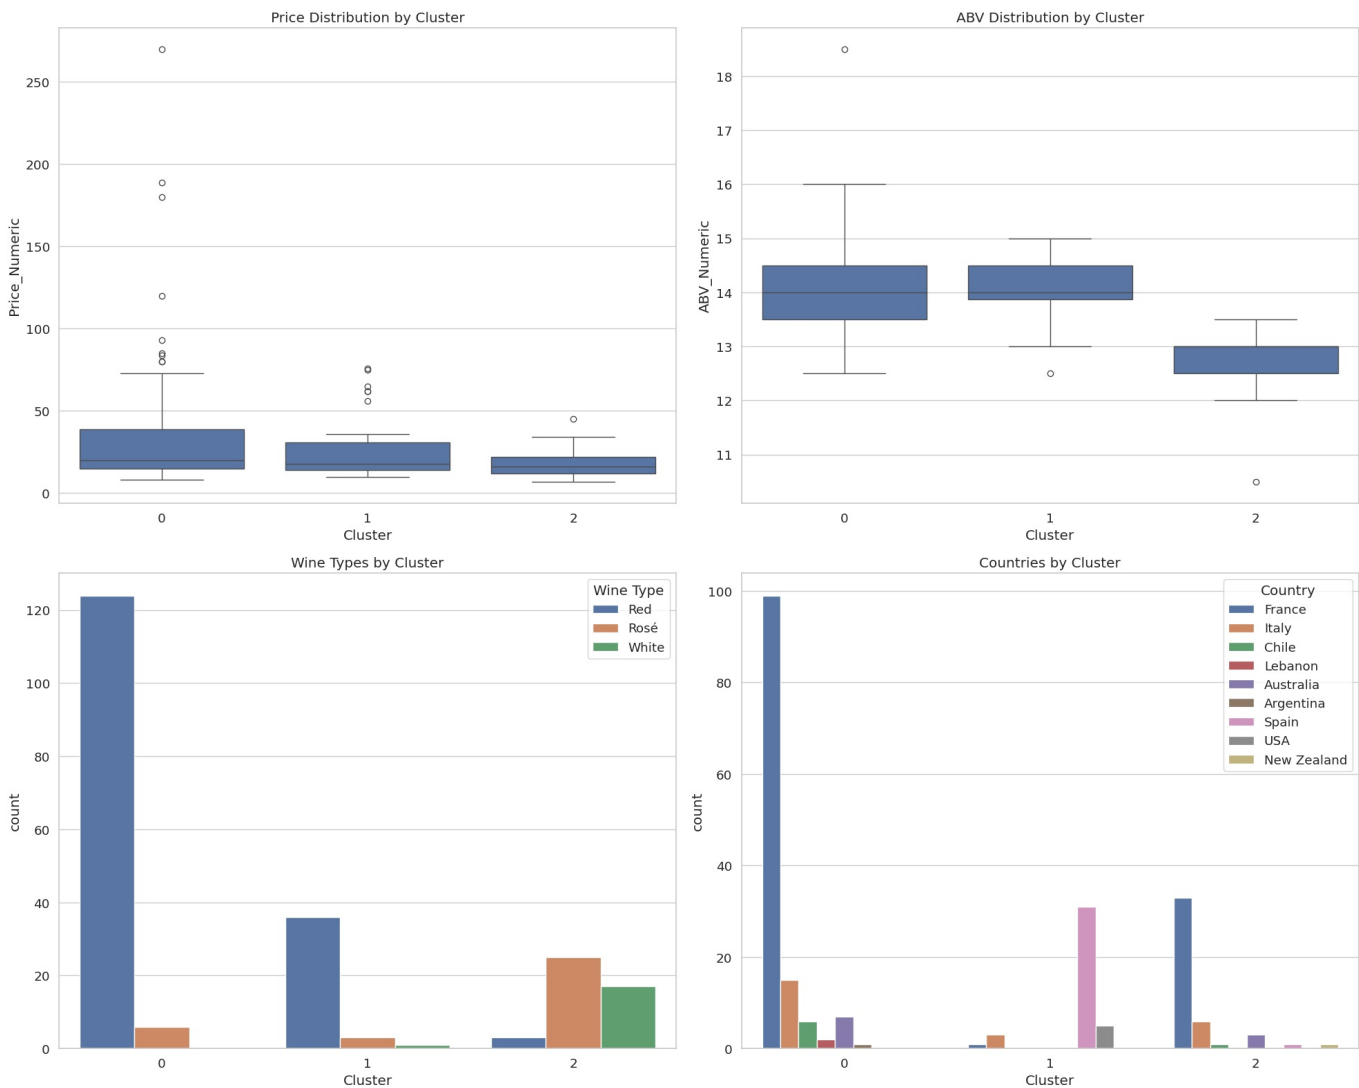 Price Distribution by Cluster
250
200
150
100
50
0
Price_Numeric
0 1 2
Cluster
ABV Distribution by Cluster
18
17
16
15
14
13
12
11
ABV_Numeric
0 1 2
Cluster
Wine Types by Cluster
Wine Type
Red
Rosé
White
120
100
80
60
40
20
0
count
0 1 2
Cluster
Countries by Cluster
Country
France
Italy
Chile
Lebanon
Australia
Argentina
Spain
USA
New Zealand
100
80
60
40
20
0
count
0 1 2
Cluster